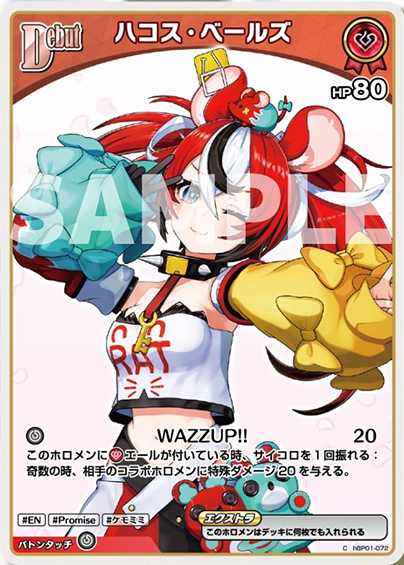 Debut
ハコス・ベールズ
HP80
SAMPLE
RAT
WAZZUP!! 20
このホロメンに エールが付いている時、サイコロを1回振れる：
奇数の時、相手のコラボホロメンに特殊ダメージ20を与える。
#EN #Promise #ケモミミ
エクストラ
このホロメンはデッキに何枚でも入れられる
バトンタッチ
C hBP01-072